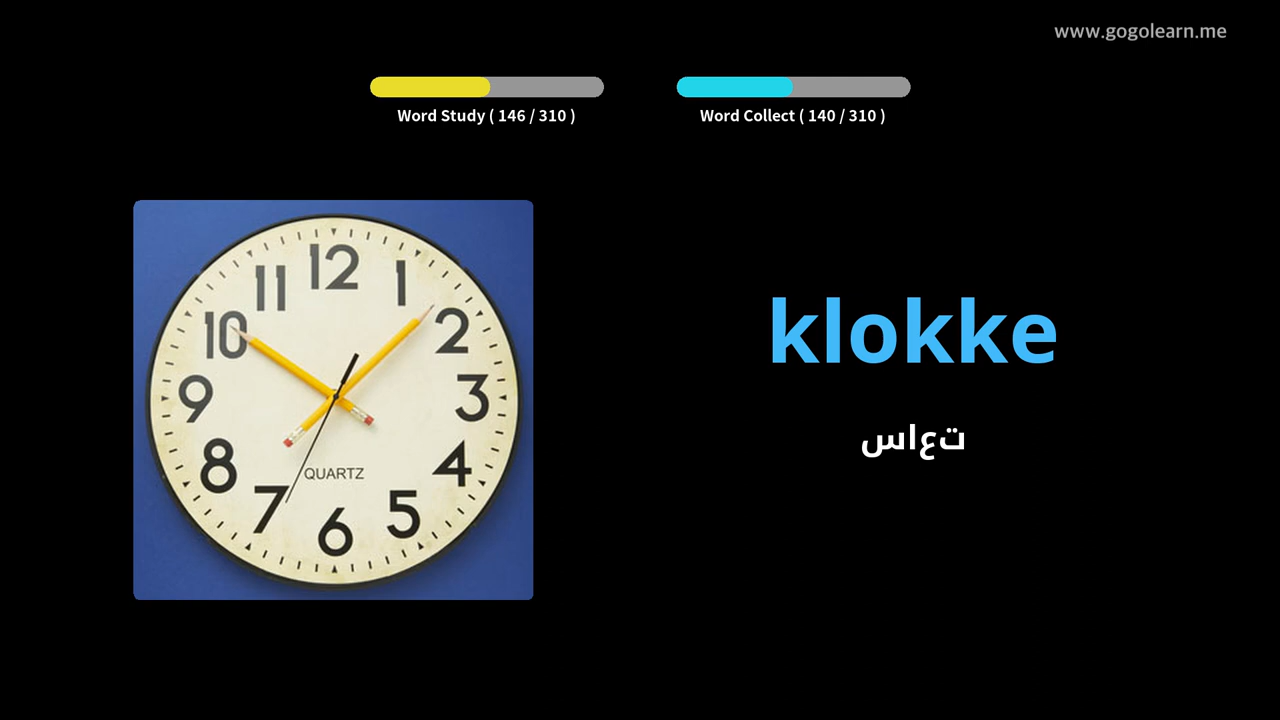 www.gogolearn.me
Word Study ( 146 / 310 )
Word Collect ( 140 / 310 )
12
1
2
3
4
5
6
7
8
9
10
11
QUARTZ
klokke
تعاس